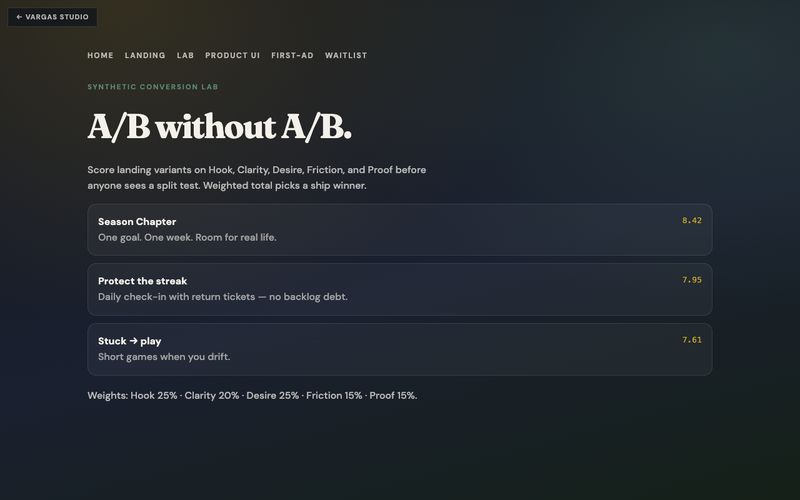 ← VARGAS STUDIO
HOME LANDING LAB PRODUCT UI FIRST-AD WAITLIST
SYNTHETIC CONVERSION LAB
A/B without A/B.
Score landing variants on Hook, Clarity, Desire, Friction, and Proof before
anyone sees a split test. Weighted total picks a ship winner.
Season Chapter 8.42
One goal. One week. Room for real life.
Protect the streak 7.95
Daily check-in with return tickets — no backlog debt.
Stuck → play 7.61
Short games when you drift.
Weights: Hook 25% · Clarity 20% · Desire 25% · Friction 15% · Proof 15%.